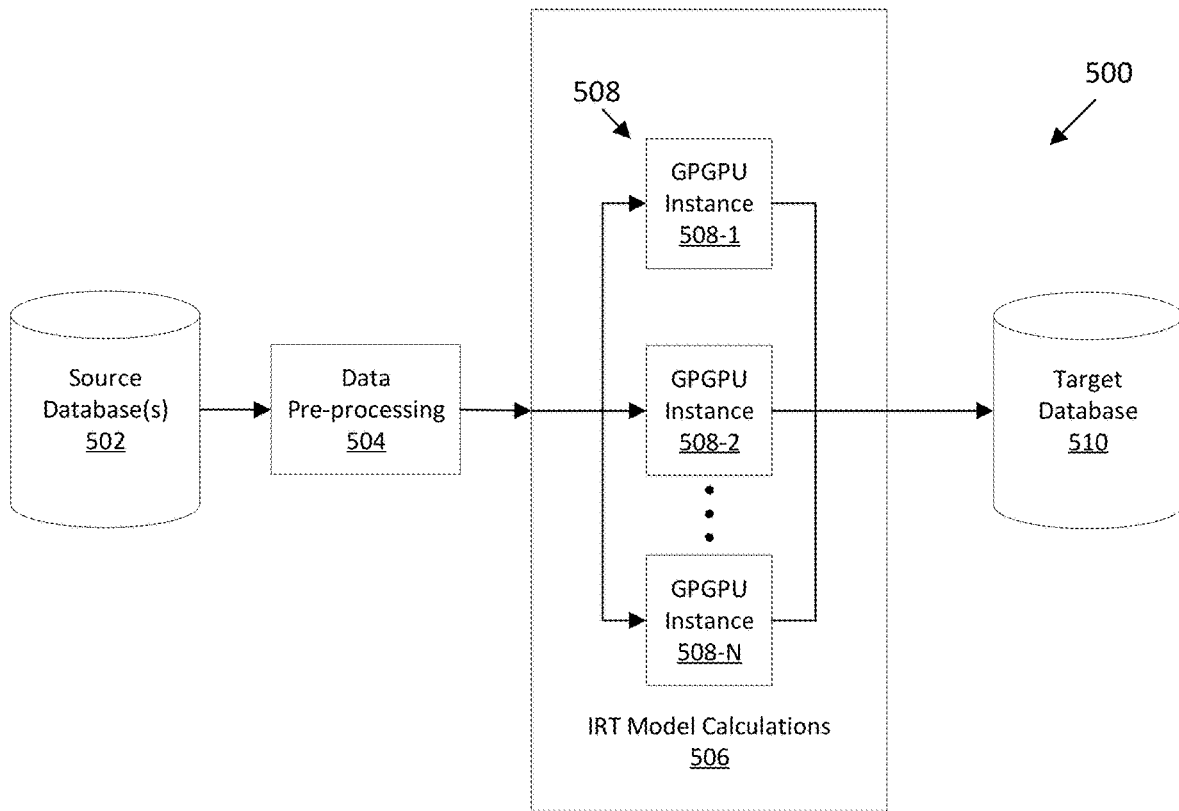 500
508
GPGPU
Instance
508-1
Source
Database(s)
502
Data
Pre-processing
504
GPGPU
Instance
508-2
Target
Database
510
GPGPU
Instance
508-N
IRT Model Calculations
506